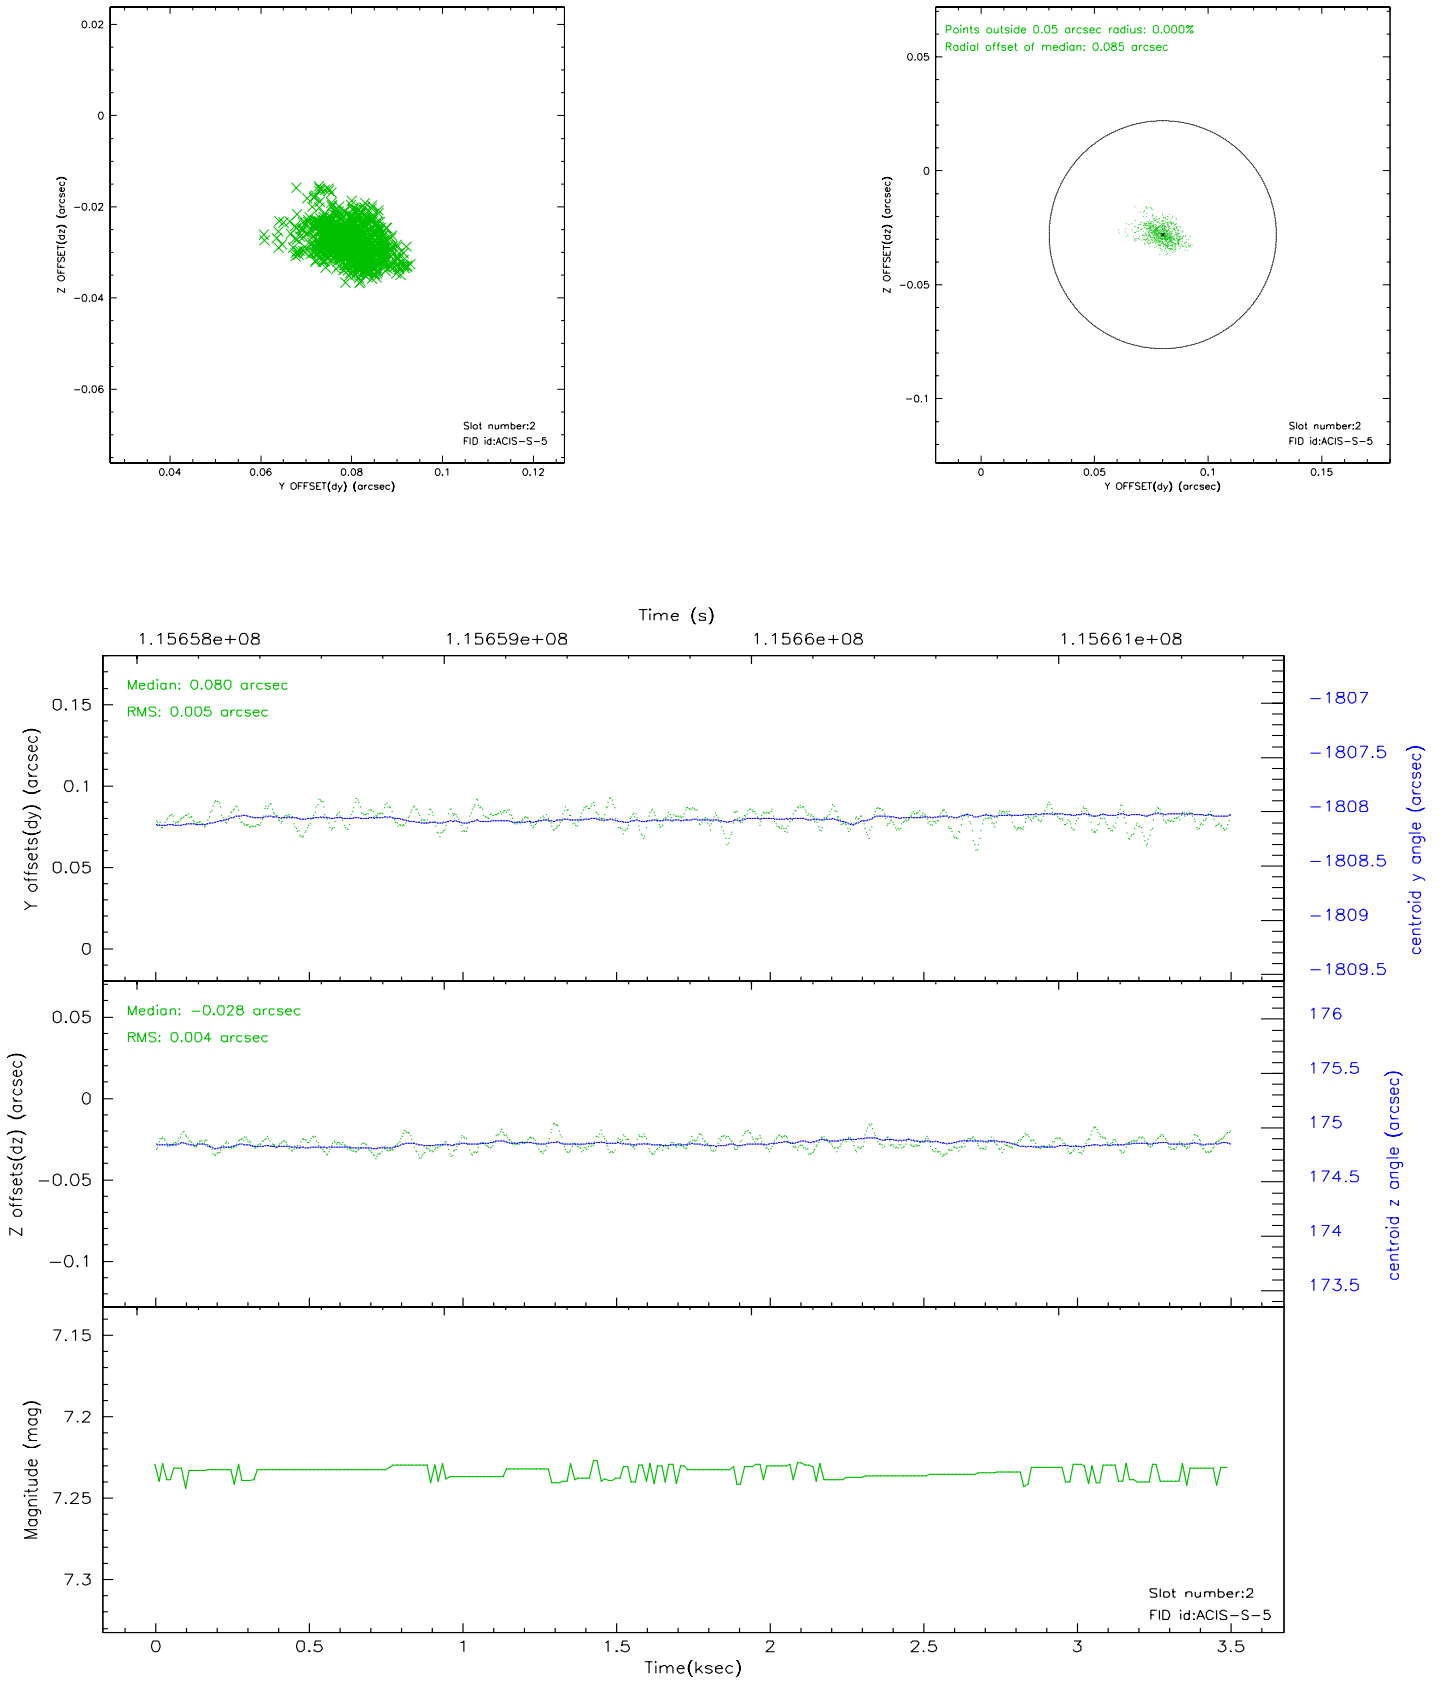 0.02
0
−0.02
−0.04
−0.06
Z OFFSET(dz) (arcsec)
Slot number:2
FID id:ACIS−S−5
0.04
0.06
0.08
0.1
0.12
Y OFFSET(dy) (arcsec)
Points outside 0.05 arcsec radius: 0.000%
Radial offset of median: 0.085 arcsec
0.05
0
−0.05
−0.1
Z OFFSET(dz) (arcsec)
Slot number:2
FID id:ACIS−S−5
0
0.05
0.1
0.15
Y OFFSET(dy) (arcsec)
Time (s)
1.15658e+08
1.15659e+08
1.1566e+08
1.15661e+08
Median: 0.080 arcsec
RMS: 0.005 arcsec
0.15
0.1
0.05
0
Y offsets(dy) (arcsec)
−1807
−1807.5
−1808
−1808.5
−1809
−1809.5
centroid y angle (arcsec)
Median: −0.028 arcsec
RMS: 0.004 arcsec
0.05
0
−0.05
−0.1
Z offsets(dz) (arcsec)
176
175.5
175
174.5
174
173.5
centroid z angle (arcsec)
7.15
7.2
7.25
7.3
Magnitude (mag)
Slot number:2
FID id:ACIS−S−5
0
0.5
1
1.5
2
2.5
3
3.5
Time(ksec)